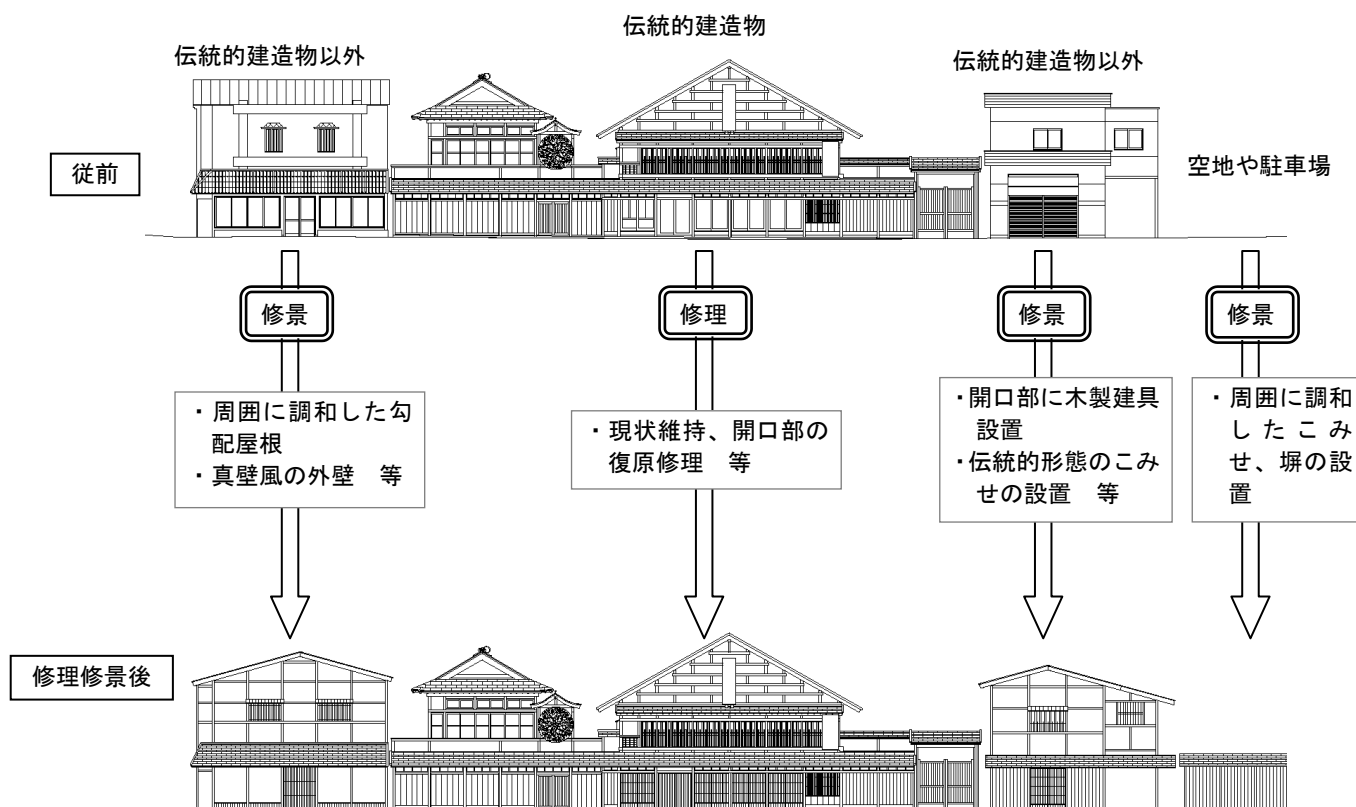 伝統的建造物
伝統的建造物以外
伝統的建造物以外
従前
空地や駐車場
修景
修理
修景
修景
・周囲に調和した勾
配屋根
・真壁風の外壁　等
・現状維持、開口部の
復原修理　等
・開口部に木製建具
設置
・伝統的形態のこみ
せの設置　等
・周囲に調和
したこみ
せ、塀の設
置
修理修景後